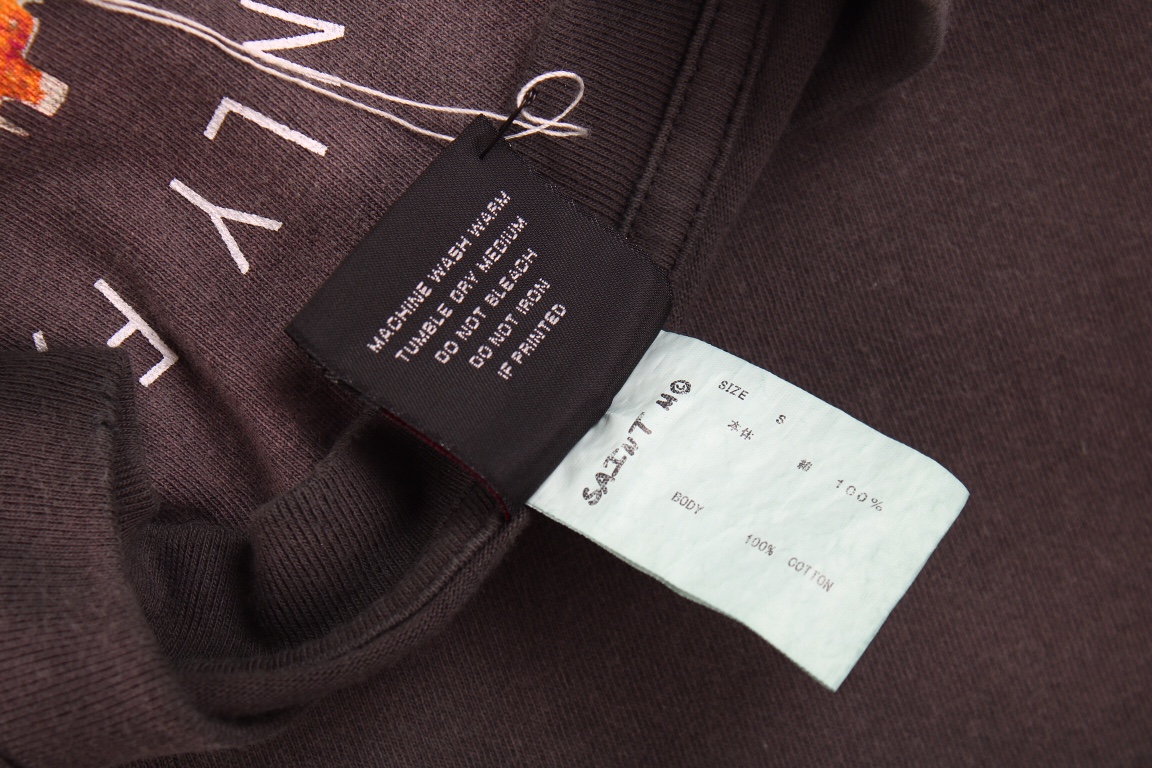 NLY
F
MACHINE WASH WARM
TUMBLE DRY MEDIUM
DO NOT BLEACH
DO NOT IRON
IF PRINTED
SAINT M
SIZE S
本体
綿 100%
BODY
100% COTTON